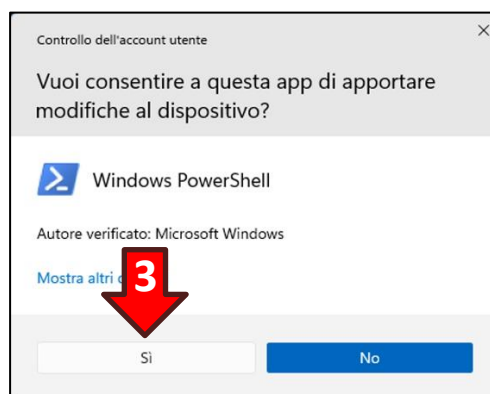 Controllo dell'account utente
Vuoi consentire a questa app di apportare
modifiche al dispositivo?
Windows PowerShell
Autore verificato: Microsoft Windows
Mostra altri
3
Sì
No